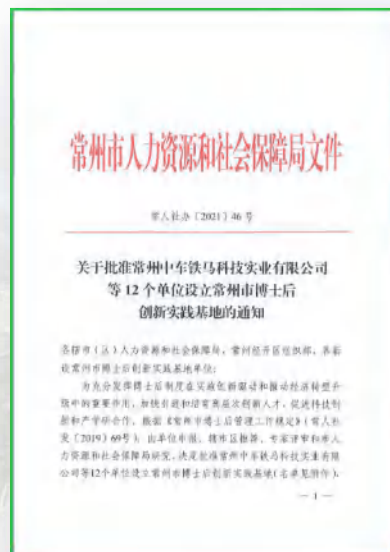 常州市人力资源和社会保障局文件
常人社办〔2021〕46 号
关于批准常州中车铁马科技实业有限公司
等 12 个单位设立常州市博士后
创新实践基地的通知
各辖市（区）人力资源和社会保障局，常州经开区组织部，各新
设常州市博士后创新实践基地单位：
为充分发挥博士后制度在实施创新驱动和推动经济转型升
级中的重要作用，加快引进和培育高层次创新人才，促进科技创
新和产学研合作，根据《常州市博士后管理工作规定》（常人社
发〔2019〕69号），由单位申报、辖市区推荐、专家评审和市人
力资源和社会保障局研究，决定批准常州中车铁马科技实业有限
公司等12个单位设立常州市博士后创新实践基地（名单见附件）。
— 1 —